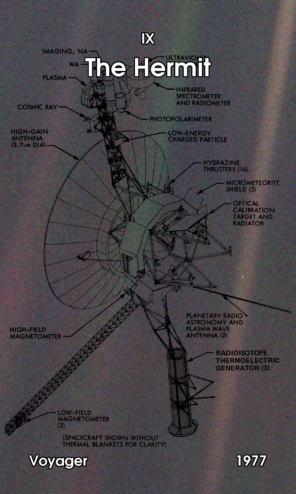 IX
The Hermit
IMAGING, NA
WA
ULTRAVIOLET
PLASMA
INFRARED
SPECTROMETER
AND RADIOMETER
COSMIC RAY
PHOTOPOLARIMETER
HIGH-GAIN
ANTENNA
(3.7-m DIA)
LOW-ENERGY
CHARGED PARTICLE
HYDRAZINE
THRUSTERS (16)
MICROMETEORITE
SHIELD (5)
OPTICAL
CALIBRATION
TARGET AND
RADIATOR
PLANETARY RADIO
ASTRONOMY AND
PLASMA WAVE
ANTENNA (2)
HIGH-FIELD
MAGNETOMETER
RADIOISOTOPE
THERMOELECTRIC
GENERATOR (3)
LOW-FIELD
MAGNETOMETER
(2)
(SPACECRAFT SHOWN WITHOUT
THERMAL BLANKETS FOR CLARITY)
Voyager
1977